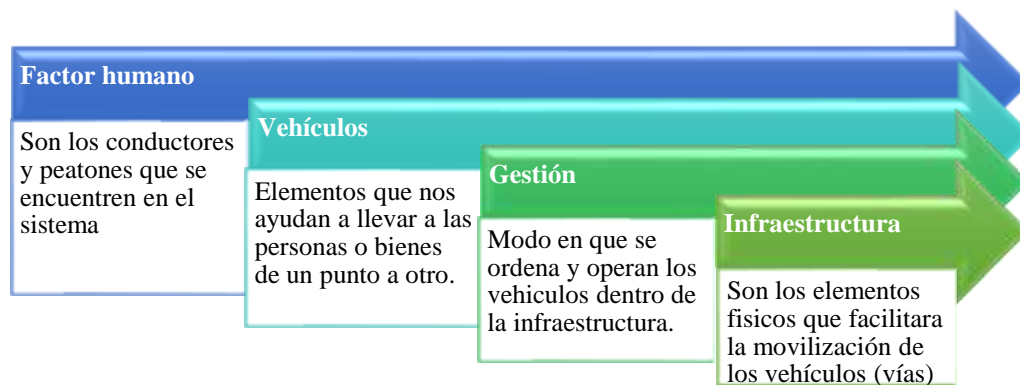 Factor humano
Son los conductores
y peatones que se
encuentren en el
sistema
Vehículos
Elementos que nos
ayudan a llevar a las
personas o bienes
de un punto a otro.
Gestión
Modo en que se
ordena y operan los
vehiculos dentro de
la infraestructura.
Infraestructura
Son los elementos
fisicos que facilitara
la movilización de
los vehículos (vías)